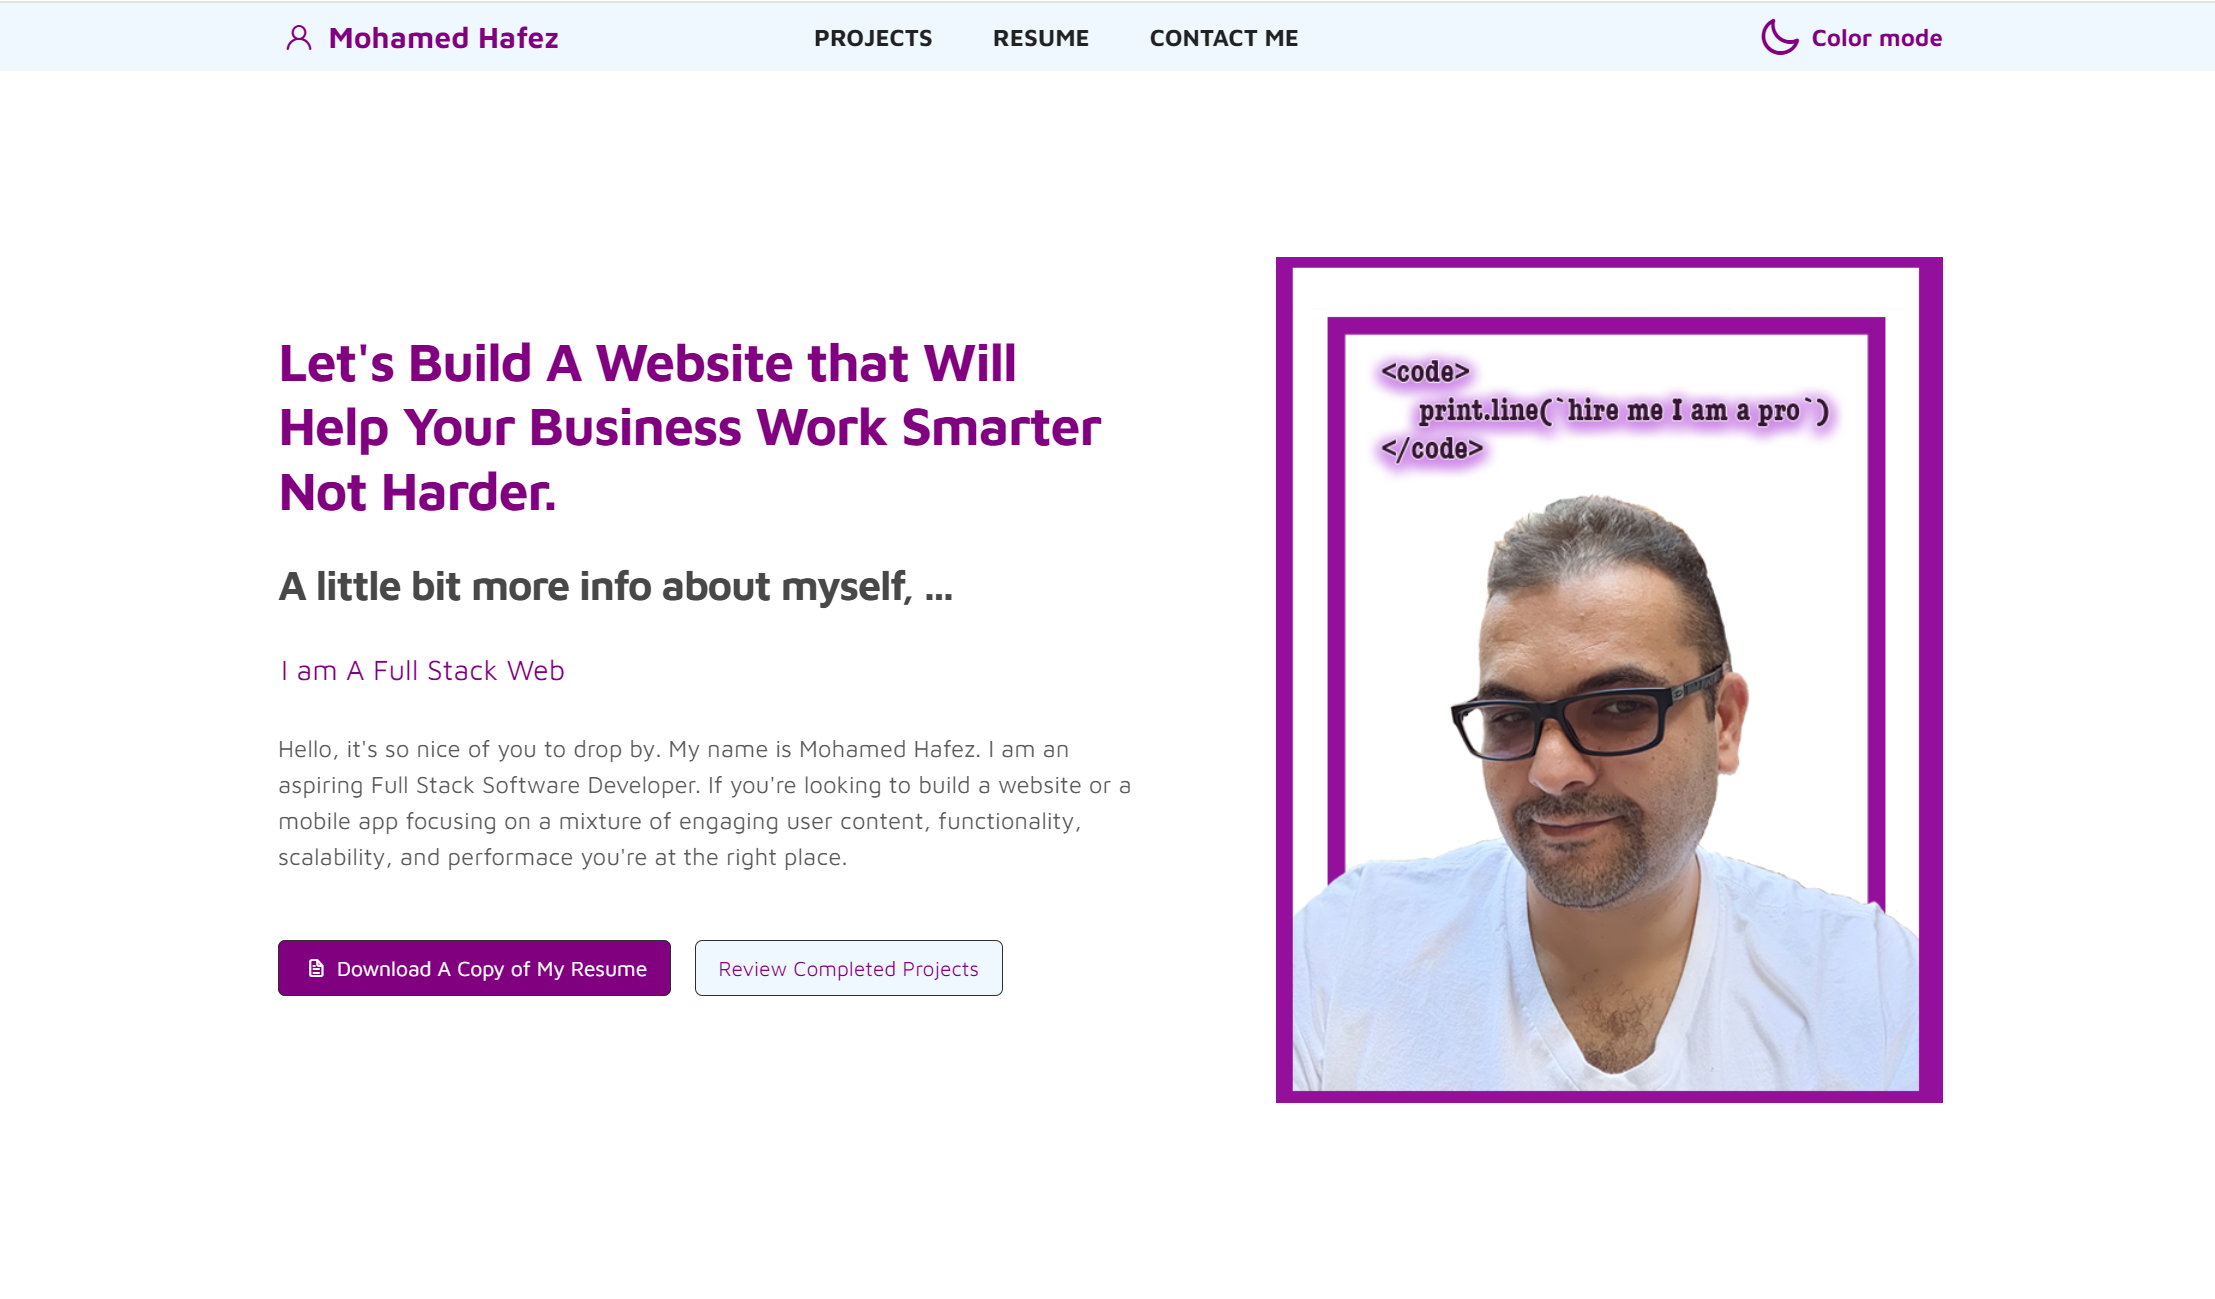 Mohamed Hafez
PROJECTS
RESUME
CONTACT ME
Color mode
Let's Build A Website that Will
Help Your Business Work Smarter
Not Harder.
A little bit more info about myself, ...
I am A Full Stack Web
Hello, it's so nice of you to drop by. My name is Mohamed Hafez. I am an
aspiring Full Stack Software Developer. If you're looking to build a website or a
mobile app focusing on a mixture of engaging user content, functionality,
scalability, and performace you're at the right place.
Download A Copy of My Resume
Review Completed Projects
<code>
print.line(`hire me I am a pro`)
</code>